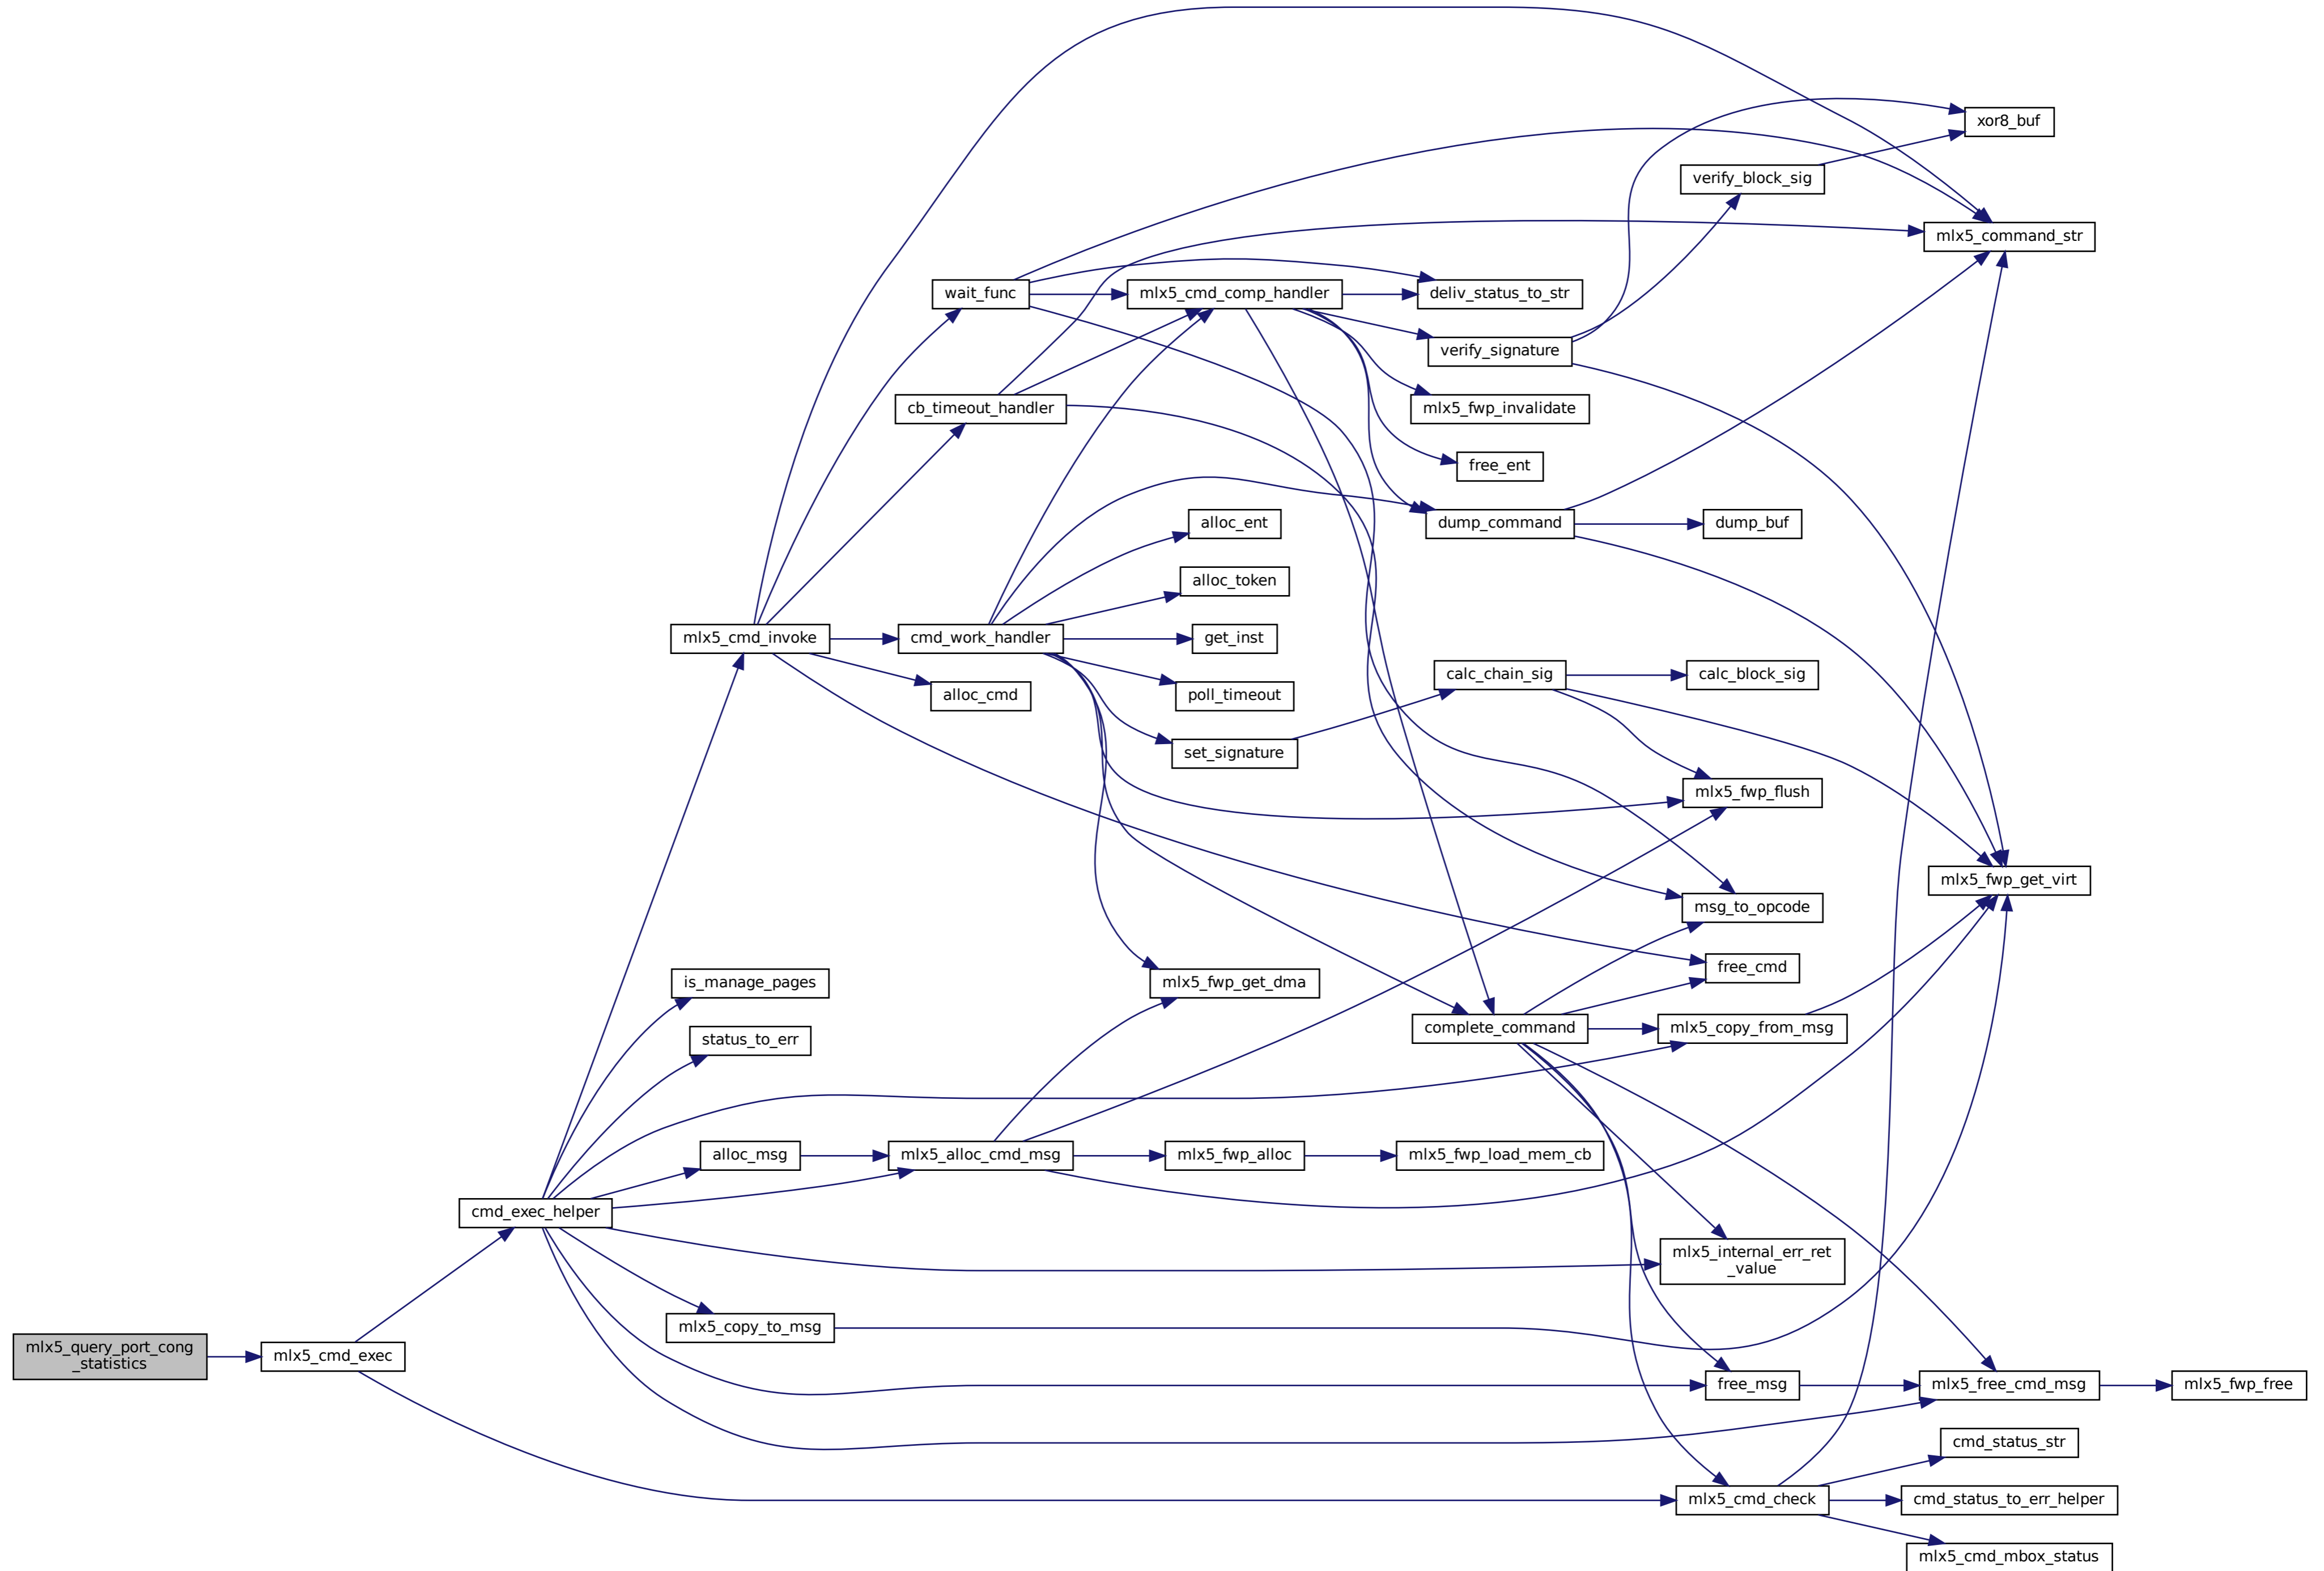 xor8_buf
verify_block_sig
mlx5_command_str
wait_func
mlx5_cmd_comp_handler
deliv_status_to_str
verify_signature
cb_timeout_handler
mlx5_fwp_invalidate
free_ent
alloc_ent
dump_command
dump_buf
alloc_token
mlx5_cmd_invoke
cmd_work_handler
get_inst
calc_chain_sig
calc_block_sig
alloc_cmd
poll_timeout
set_signature
mlx5_fwp_flush
mlx5_fwp_get_virt
msg_to_opcode
free_cmd
is_manage_pages
mlx5_fwp_get_dma
complete_command
mlx5_copy_from_msg
status_to_err
alloc_msg
mlx5_alloc_cmd_msg
mlx5_fwp_alloc
mlx5_fwp_load_mem_cb
cmd_exec_helper
mlx5_internal_err_ret
_value
mlx5_copy_to_msg
mlx5_query_port_cong
_statistics
mlx5_cmd_exec
free_msg
mlx5_free_cmd_msg
mlx5_fwp_free
cmd_status_str
mlx5_cmd_check
cmd_status_to_err_helper
mlx5_cmd_mbox_status